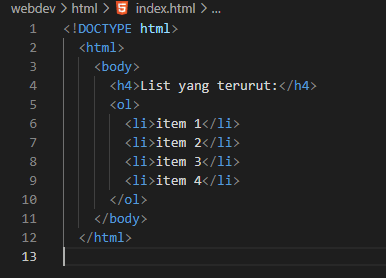 webdev > html > index.html > ...
1 <!DOCTYPE html>
2 <html>
3 <body>
4 <h4>List yang terurut:</h4>
5 <ol>
6 <li>item 1</li>
7 <li>item 2</li>
8 <li>item 3</li>
9 <li>item 4</li>
10 </ol>
11 </body>
12 </html>
13